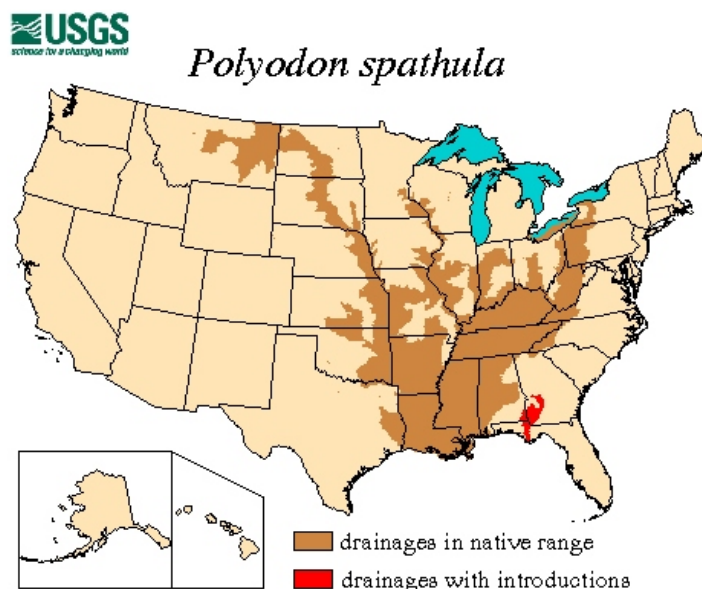 USGS
science for a changing world
Polyodon spathula
drainages in native range
drainages with introductions